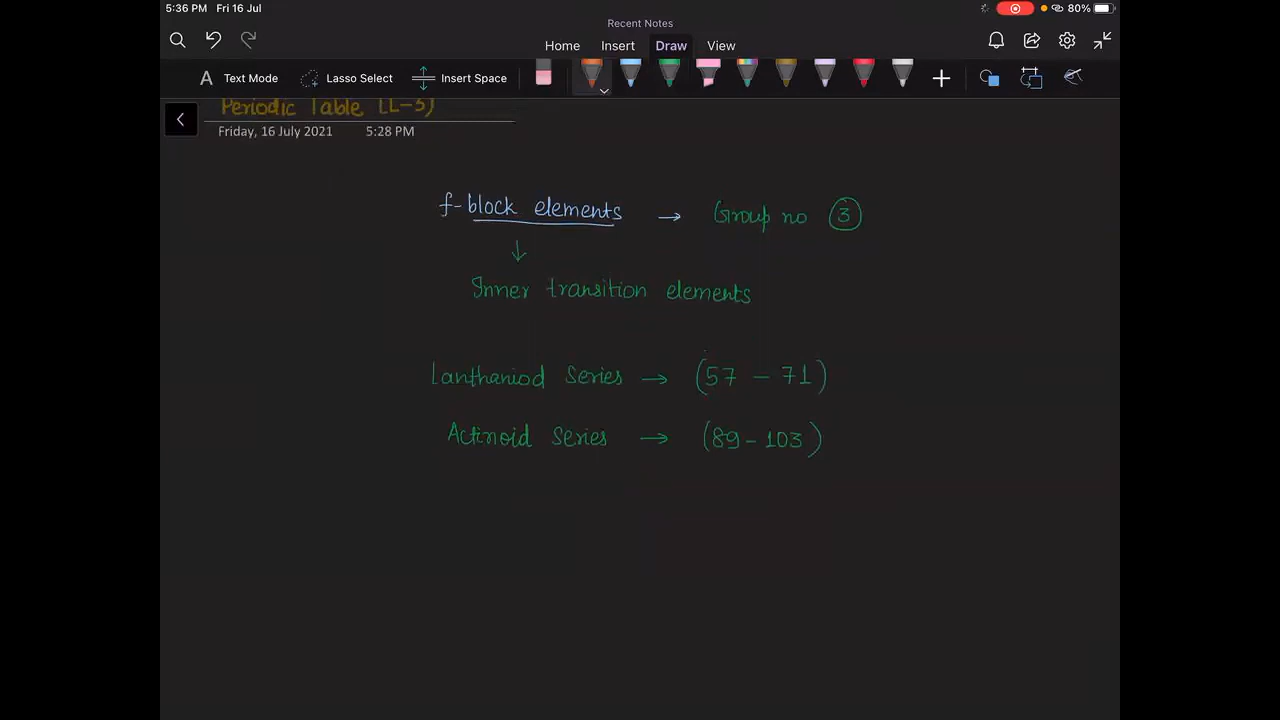 5:36 PM Fri 16 Jul
80%
Recent Notes
Home Insert Draw View
A Text Mode Lasso Select Insert Space
Periodic Table (L-3)
Friday, 16 July 2021 5:28 PM
f-block elements → Group no 3
↓
Inner transition elements
Lanthaniod Series → (57 – 71)
Actinoid Series → (89 – 103)